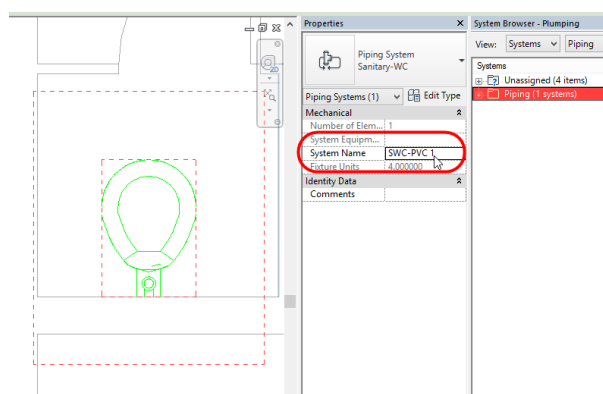 Properties
Piping System
Sanitary-WC
Piping Systems (1)
Edit Type
Mechanical
Number of Elem... 1
System Equipm...
System Name SWC-PVC 1
Fixture Units 4.000000
Identity Data
Comments
System Browser - Plumping
View: Systems Piping
Systems
Unassigned (4 items)
Piping (1 systems)
2D